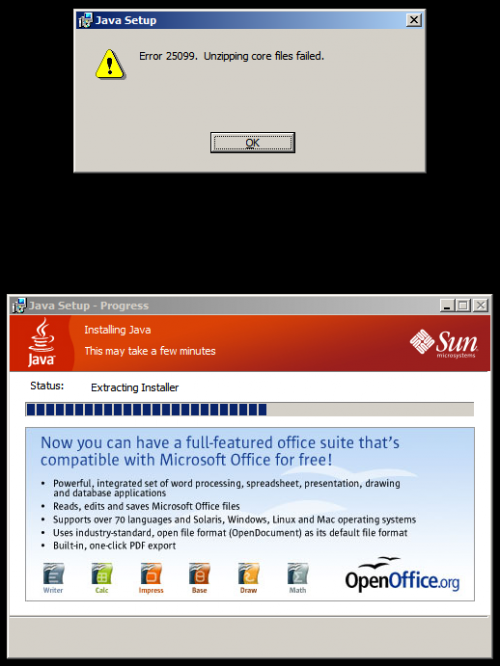 Java Setup
Error 25099.  Unzipping core files failed.
OK
Java Setup - Progress
Installing Java
This may take a few minutes
Java
Sun
microsystems
Status:
Extracting Installer
Now you can have a full-featured office suite that's
compatible with Microsoft Office for free!
• Powerful, integrated set of word processing, spreadsheet, presentation, drawing
and database applications
• Reads, edits and saves Microsoft Office files
• Supports over 70 languages and Solaris, Windows, Linux and Mac operating systems
• Uses industry-standard, open file format (OpenDocument) as its default file format
• Built-in, one-click PDF export
Writer Calc Impress Base Draw Math
OpenOffice.org